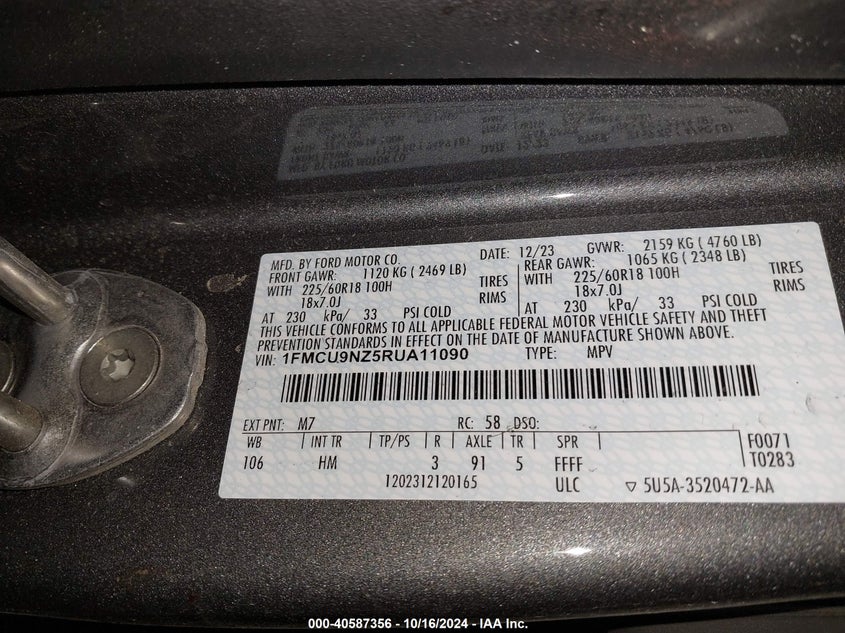 MFD. BY FORD MOTOR CO. DATE: 12/23 GVWR: 2159 KG ( 4760 LB)
FRONT GAWR: 1120 KG ( 2469 LB) REAR GAWR: 1065 KG ( 2348 LB)
WITH 225/60R18 100H TIRES WITH 225/60R18 100H TIRES
18x7.0J RIMS 18x7.0J RIMS
AT 230 kPa/ 33 PSI COLD AT 230 kPa/ 33 PSI COLD
THIS VEHICLE CONFORMS TO ALL APPLICABLE FEDERAL MOTOR VEHICLE SAFETY AND THEFT
PREVENTION STANDARDS IN EFFECT ON THE DATE OF MANUFACTURE SHOWN ABOVE.
VIN: 1FMCU9NZ5RUA11090 TYPE: MPV
EXT PNT: M7 RC: 58 DSO:
WB INT TR TP/PS R AXLE TR SPR F0071
106 HM 3 91 5 FFFF T0283
1202312120165 ULC ▽ 5U5A-3520472-AA
000-40587356 - 10/16/2024 - IAA Inc.